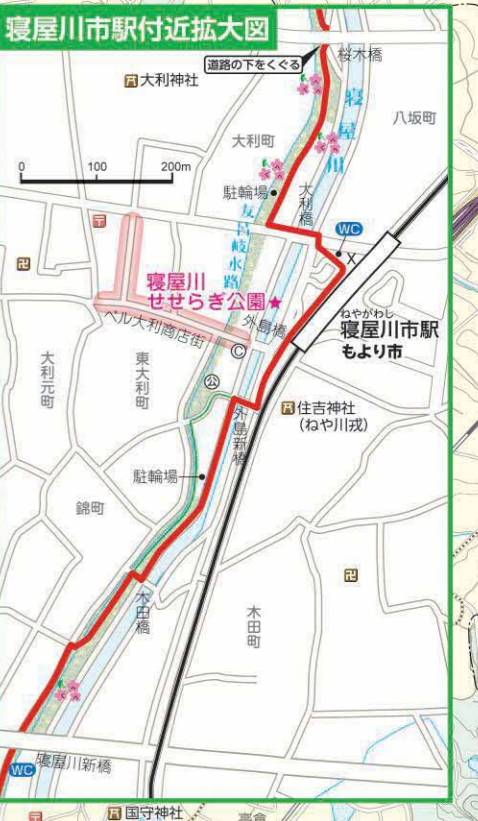 寝屋川市駅付近拡大図
道路の下をくぐる
桜木橋
大利神社
寝屋川
八坂町
大利町
0 100 200m
駐輪場
大利橋
友呂岐水路
WC
寝屋川
せせらぎ公園★
ベル大利商店街
外島橋
ねやがわし
寝屋川市駅
もより市
大利元町
東大利町
C
公
住吉神社
(ねや川戎)
外島新橋
駐輪場
錦町
木田橋
木田町
WC
寝屋川新橋
国守神社